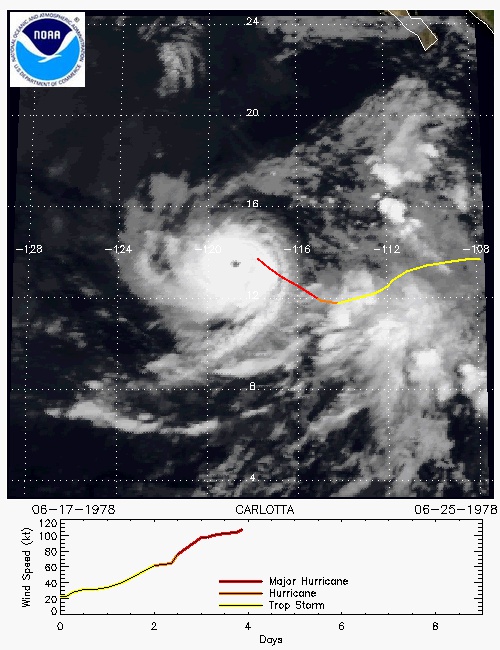 NOAA
NATIONAL OCEANIC AND ATMOSPHERIC ADMINISTRATION
U.S. DEPARTMENT OF COMMERCE
24
20
16
-128 -124 -120 -116 -112 -108
12
8
4
06-17-1978 CARLOTTA 06-25-1978
Wind Speed (kt)
120
100
80
60
40
20
0
Major Hurricane
Hurricane
Trop Storm
0 2 4 6 8
Days